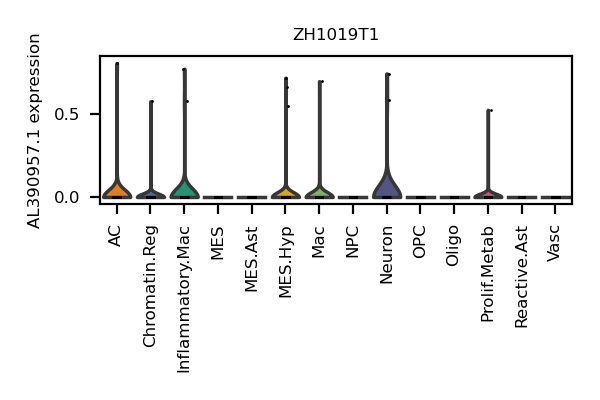 ZH1019T1
AL390957.1 expression
0.5
0.0
AC
Chromatin.Reg
Inflammatory.Mac
MES
MES.Ast
MES.Hyp
Mac
NPC
Neuron
OPC
Oligo
Prolif.Metab
Reactive.Ast
Vasc